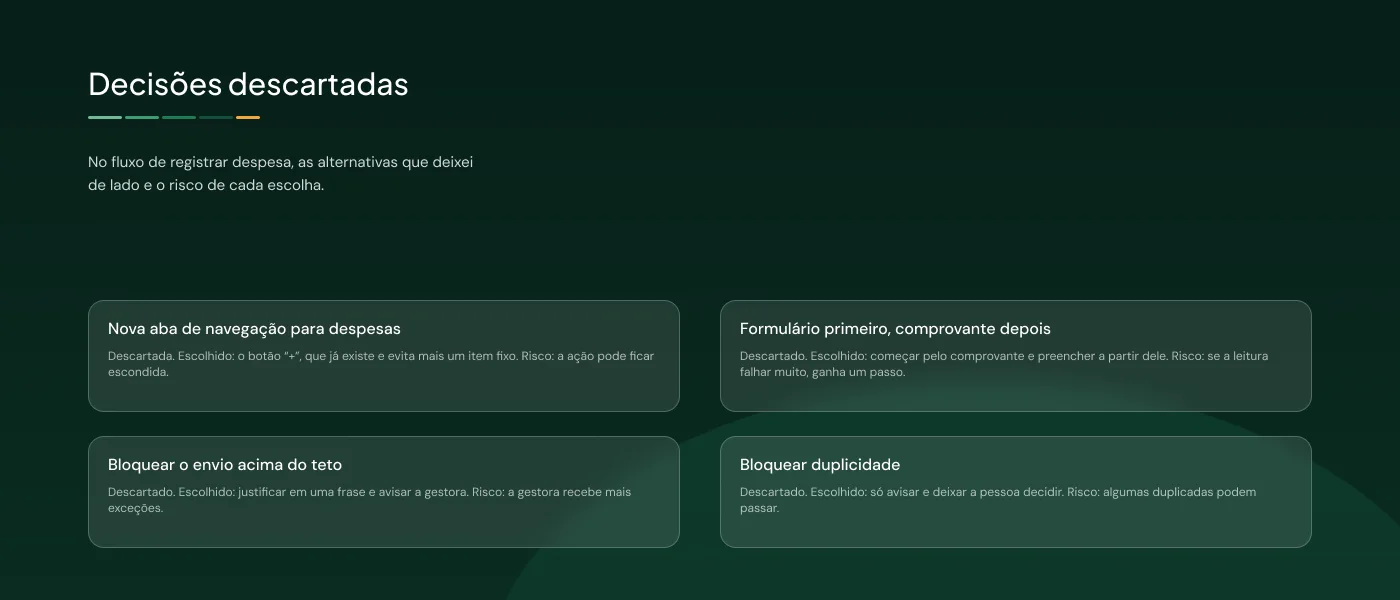 Decisões descartadas
No fluxo de registrar despesa, as alternativas que deixei
de lado e o risco de cada escolha.
Nova aba de navegação para despesas
Descartada. Escolhido: o botão “+”, que já existe e evita mais um item fixo. Risco: a ação pode ficar
escondida.
Formulário primeiro, comprovante depois
Descartado. Escolhido: começar pelo comprovante e preencher a partir dele. Risco: se a leitura
falhar muito, ganha um passo.
Bloquear o envio acima do teto
Descartado. Escolhido: justificar em uma frase e avisar a gestora. Risco: a gestora recebe mais
exceções.
Bloquear duplicidade
Descartado. Escolhido: só avisar e deixar a pessoa decidir. Risco: algumas duplicadas podem
passar.